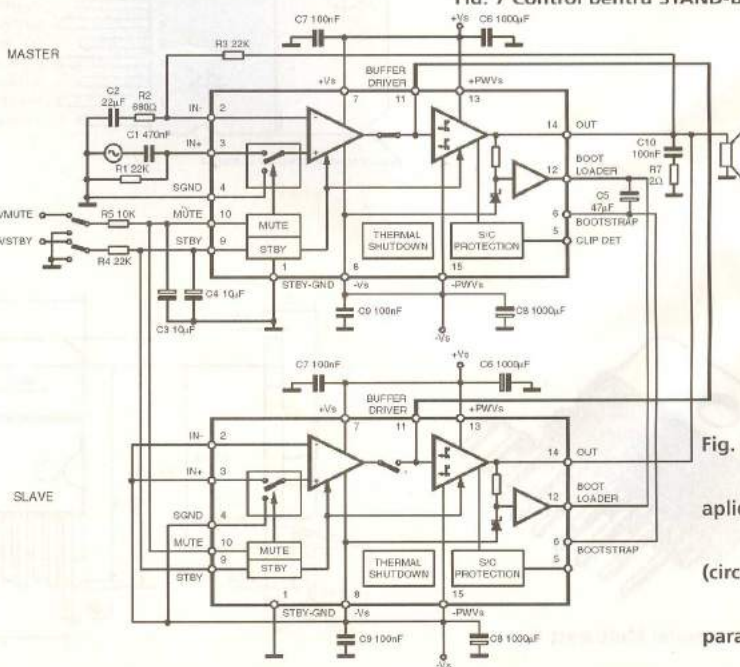 Fig. 7 Control pentru STAND-B
MASTER
C7 100nF
+Vs
C6 1000µF
R3 22K
+Vs
BUFFER
DRIVER
+PWVs
7
11
13
C2
22µF
R2
680Ω
IN-
2
C1 470nF
IN+
3
R1 22K
SGND
4
VMUTE
R5 10K
MUTE
10
MUTE
VSTBY
R4 22K
STBY
9
STBY
14
OUT
12
BOOT
LOADER
C10
100nF
R7
2Ω
C5
47µF
6
BOOTSTRAP
THERMAL
SHUTDOWN
S/C
PROTECTION
5
CLIP DET
1
STBY-GND
8
-Vs
15
-PWVs
C4 10µF
C3 10µF
C9 100nF
C8 1000µF
-Vs
SLAVE
C7 100nF
+Vs
C6 1000µF
+Vs
BUFFER
DRIVER
+PWVs
7
11
13
IN-
2
IN+
3
SGND
4
MUTE
10
MUTE
STBY
9
STBY
14
OUT
12
BOOT
LOADER
6
BOOTSTRAP
THERMAL
SHUTDOWN
S/C
PROTECTION
5
1
STBY-GND
8
-Vs
15
-PWVs
C9 100nF
C8 1000µF
-Vs
Fig.
aplic
(circ
para